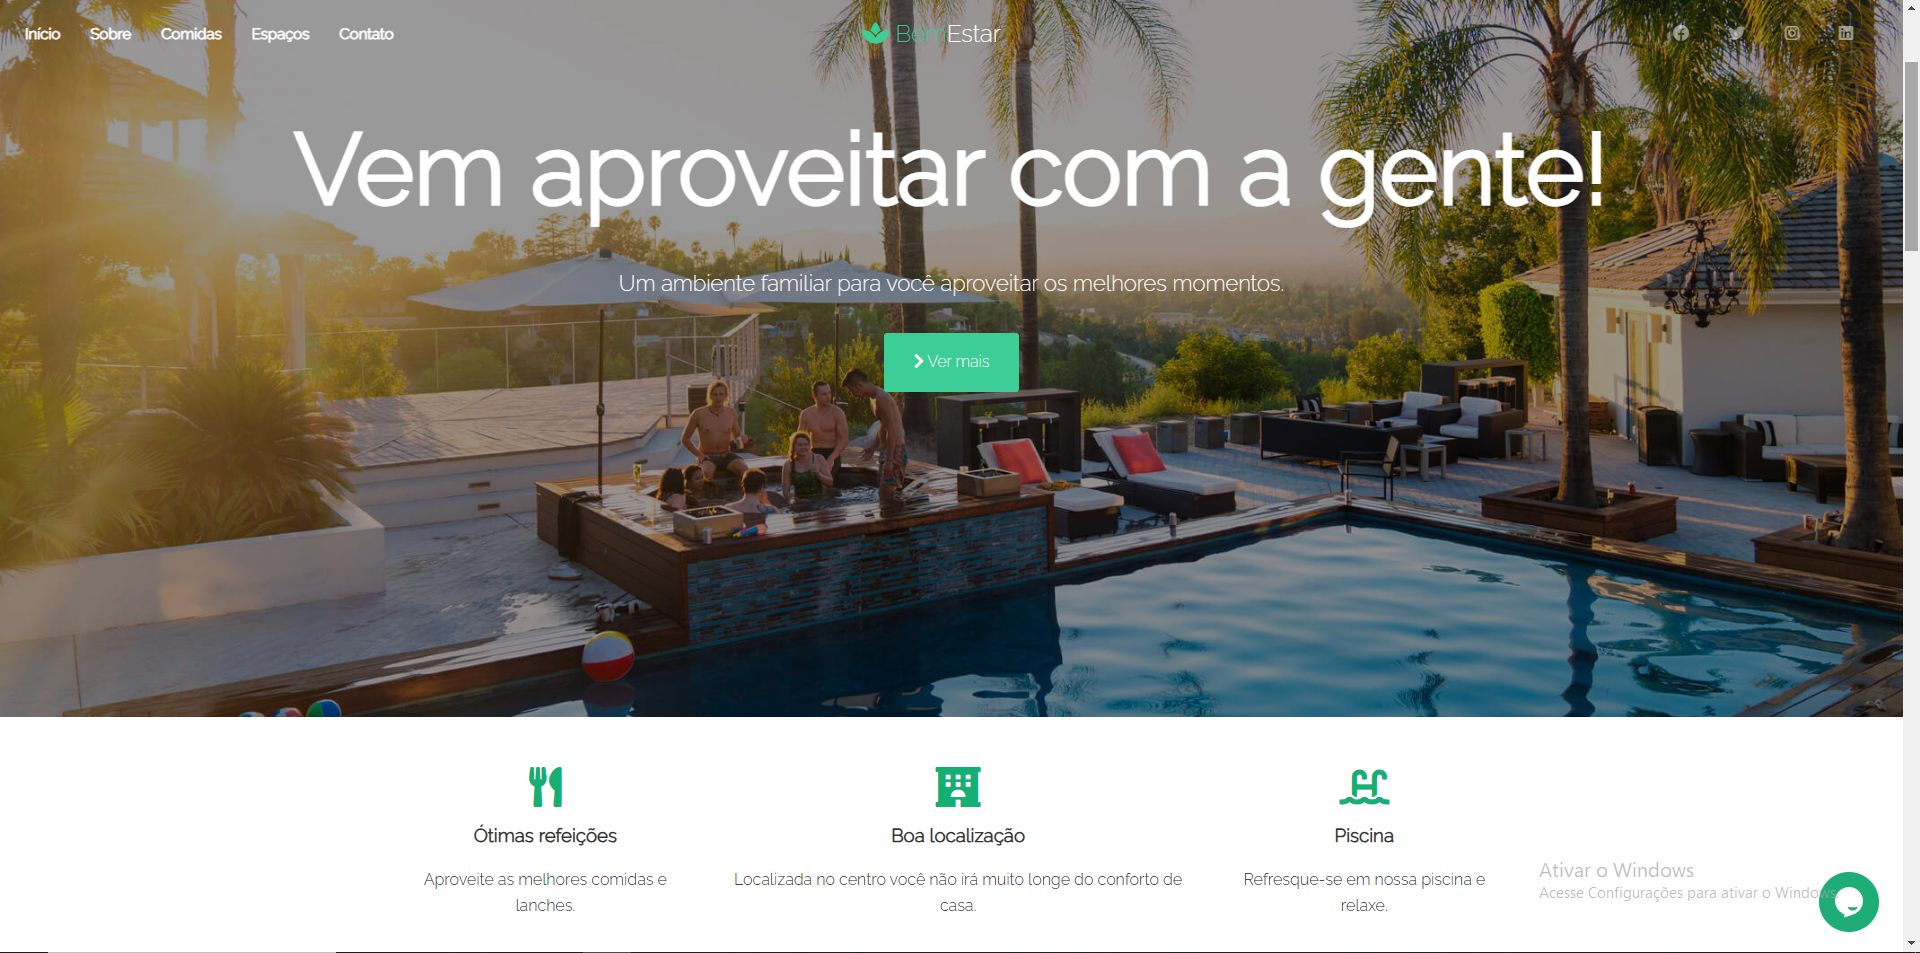 Início Sobre Comidas Espaços Contato BemEstar
Vem aproveitar com a gente!
Um ambiente familiar para você aproveitar os melhores momentos.
Ver mais
Ótimas refeições
Aproveite as melhores comidas e
lanches.
Boa localização
Localizada no centro você não irá muito longe do conforto de
casa.
Piscina
Refresque-se em nossa piscina e
relaxe.
Ativar o Windows
Acesse Configurações para ativar o Windows.